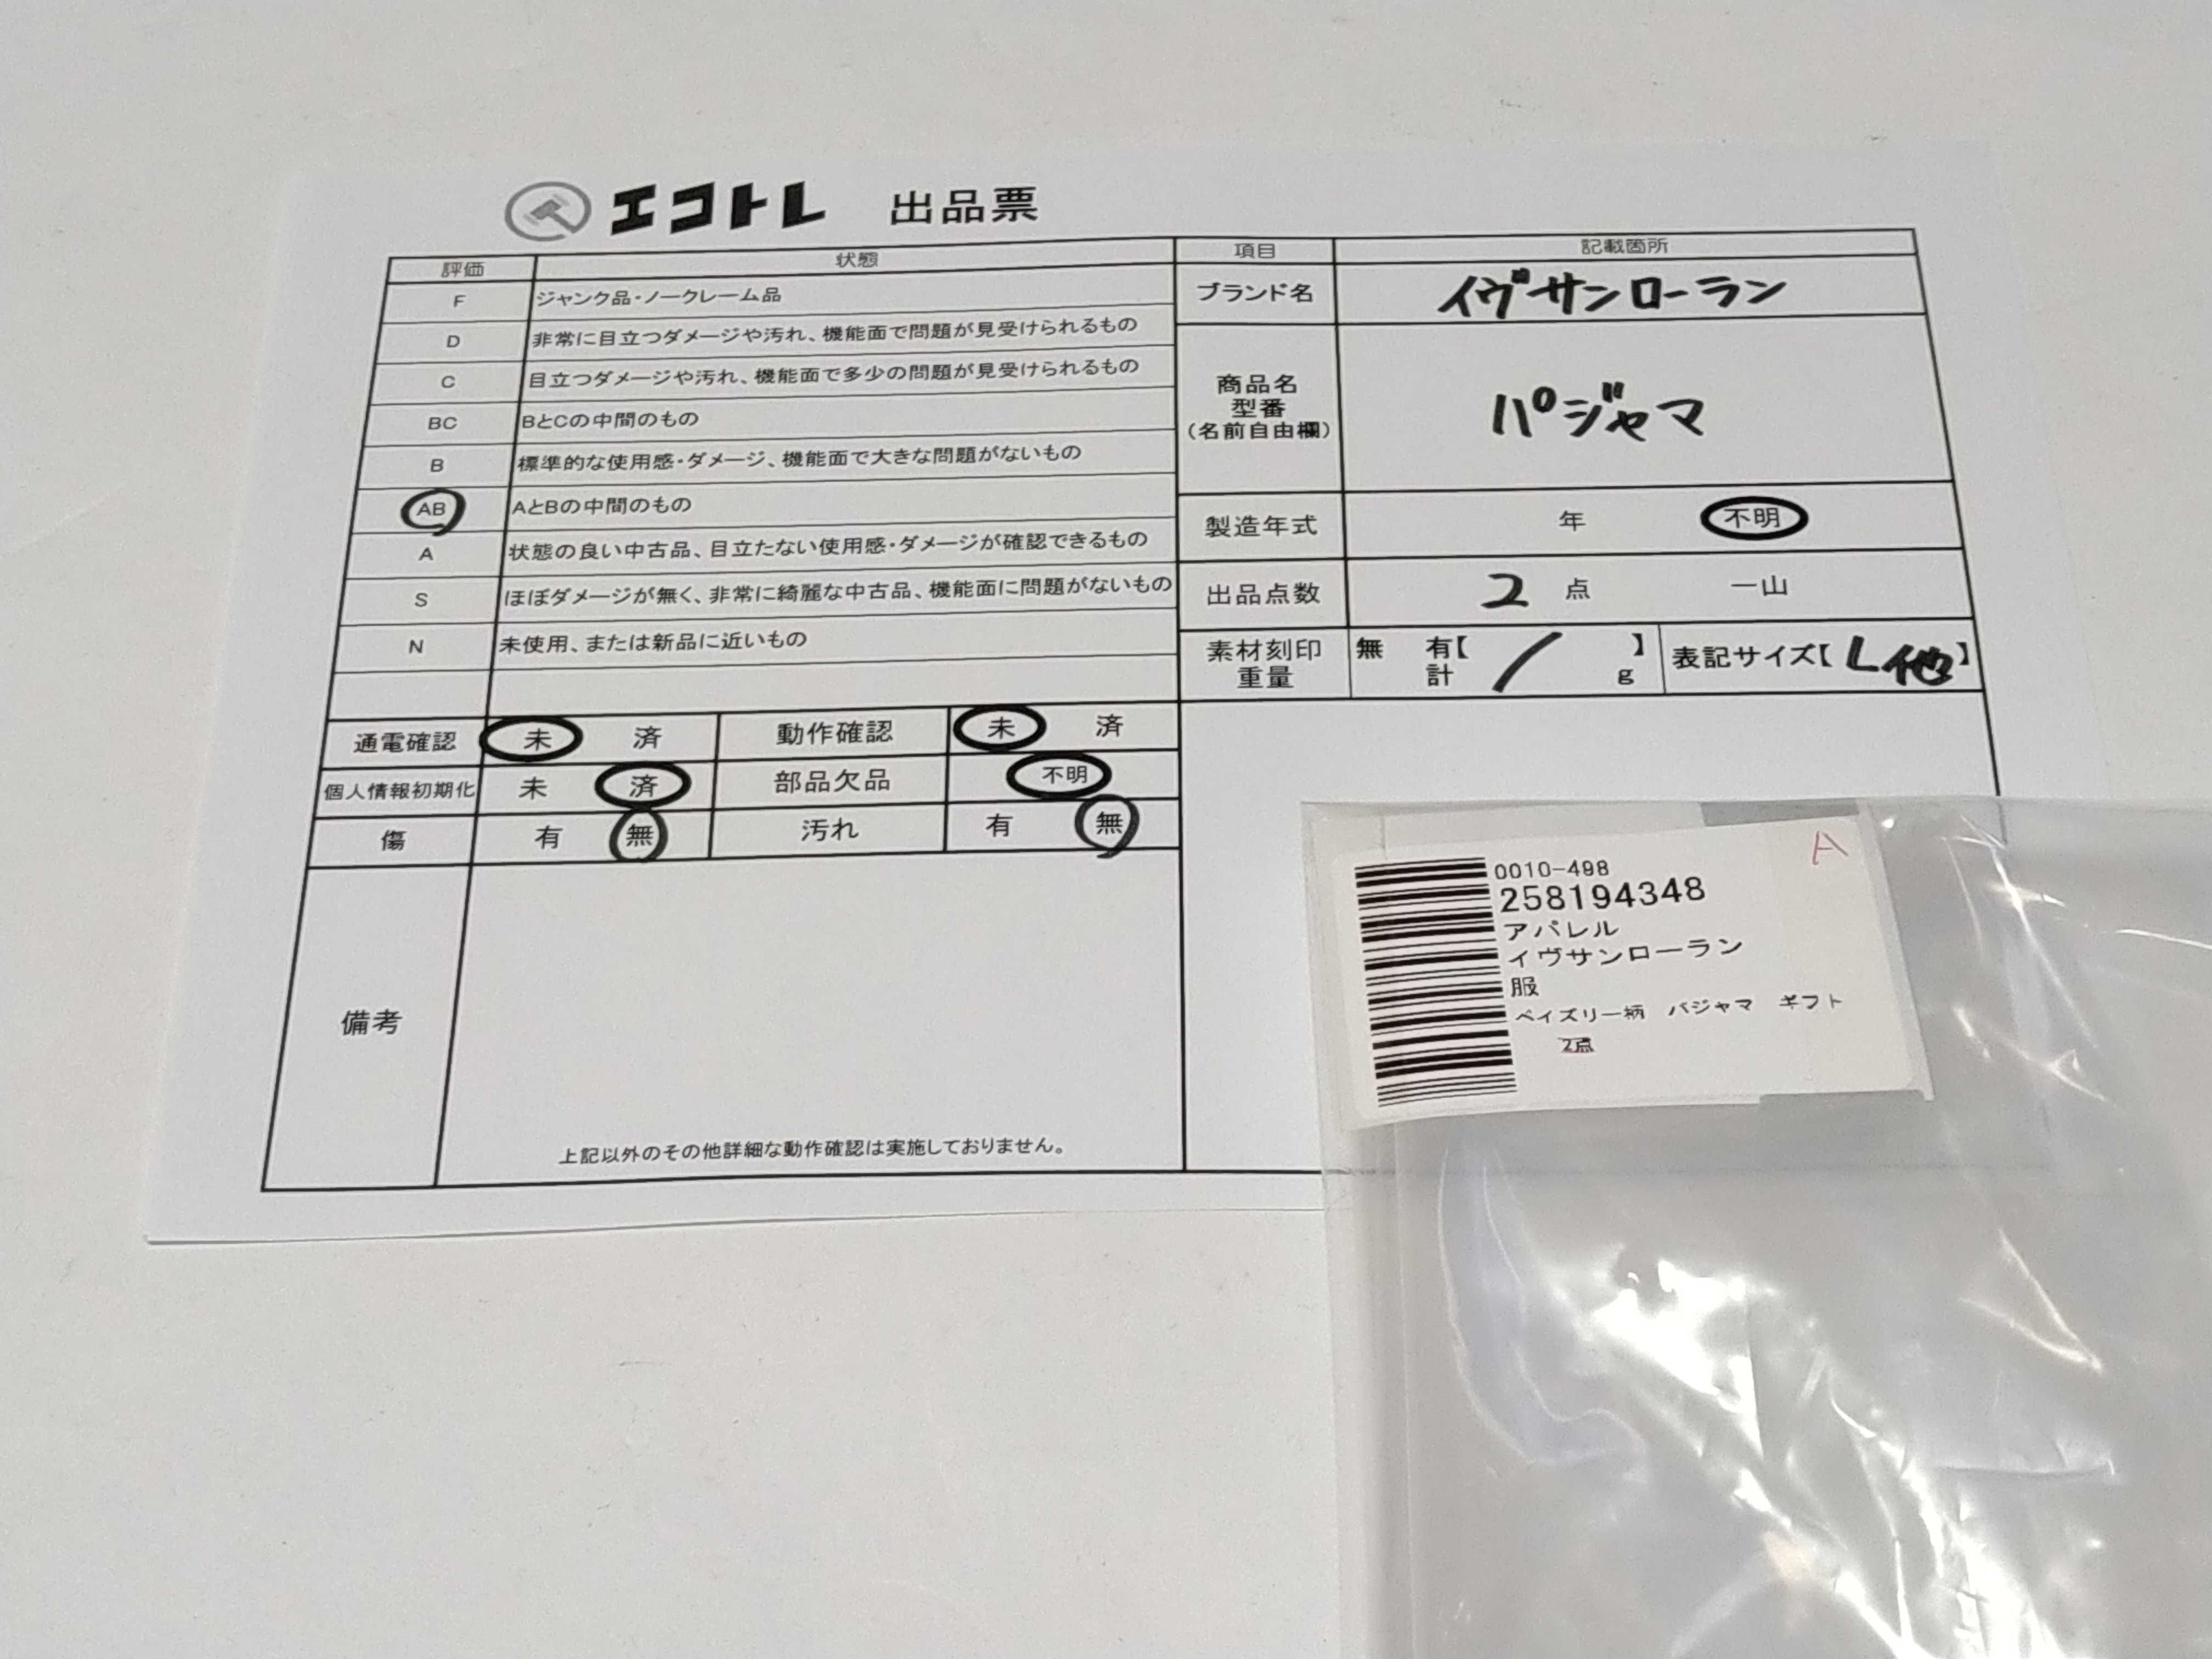 エコトレ 出品票
評価 状態
F ジャンク品・ノークレーム品
D 非常に目立つダメージや汚れ、機能面で問題が見受けられるもの
C 目立つダメージや汚れ、機能面で多少の問題が見受けられるもの
BC BとCの中間のもの
B 標準的な使用感・ダメージ、機能面で大きな問題がないもの
AB AとBの中間のもの
A 状態の良い中古品、目立たない使用感・ダメージが確認できるもの
S ほぼダメージが無く、非常に綺麗な中古品、機能面に問題がないもの
N 未使用、または新品に近いもの
通電確認 未 済 動作確認 未 済
個人情報初期化 未 済 部品欠品 不明
傷 有 無 汚れ 有 無
備考
上記以外のその他詳細な動作確認は実施しておりません。
項目 記載箇所
ブランド名 イヴサンローラン
商品名
型番
(名前自由欄)
パジャマ
製造年式 年 不明
出品点数 2 点 一山
素材刻印 無 有【 / 】
重量 計 g
表記サイズ【L他】
A
0010-498
258194348
アパレル
イヴサンローラン
服
ペイズリー柄 パジャマ ギフト
2点